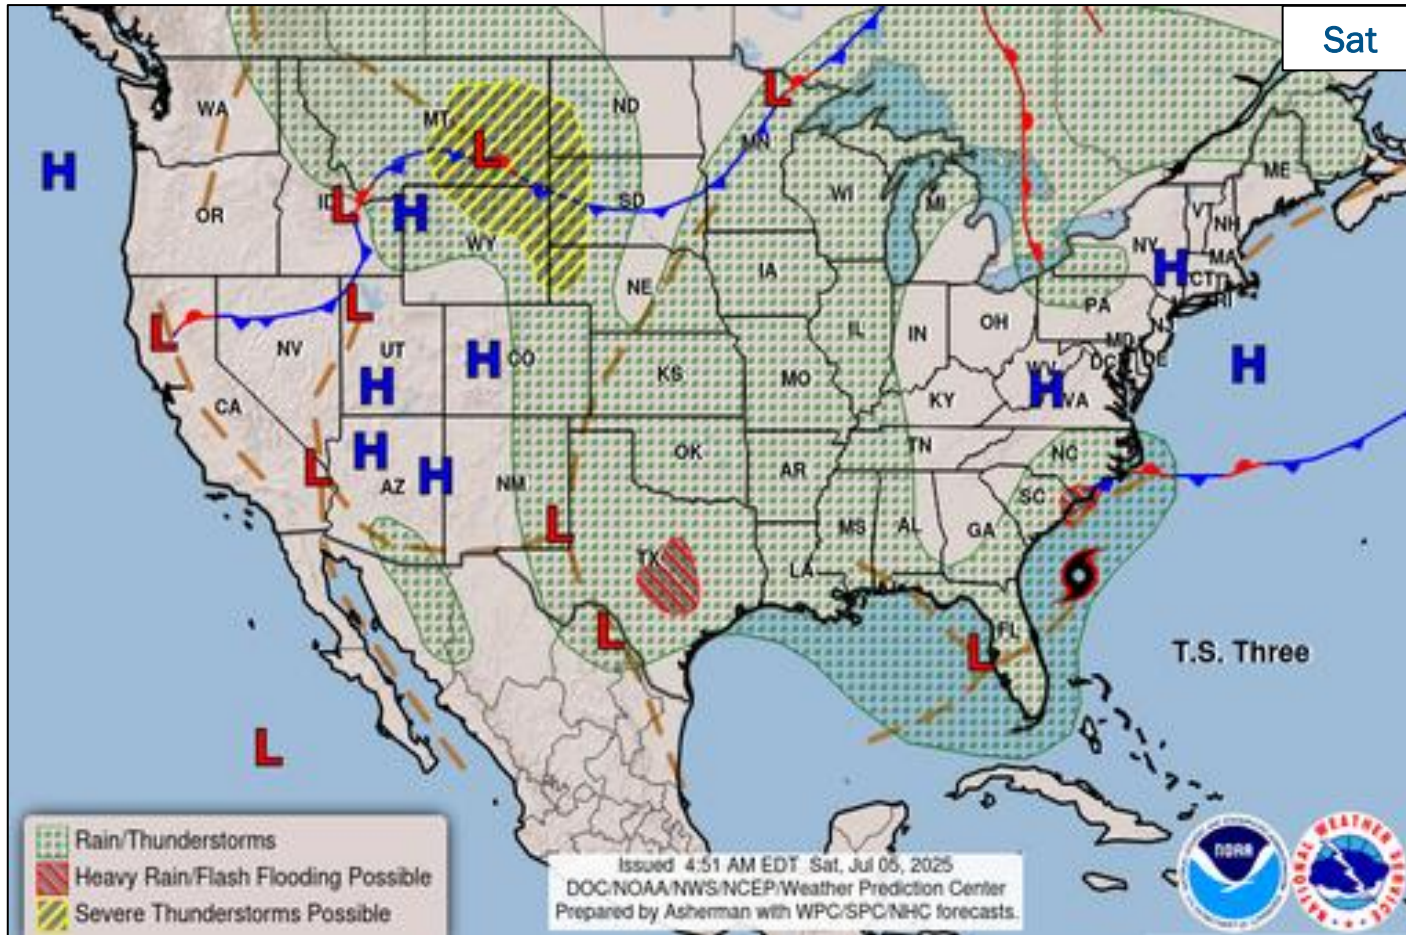 Sat
WA
MT
ND
MN
ME
OR
ID
WY
SD
WI
MI
VT
NH
NY
MA
CT
RI
IA
NE
PA
NV
UT
CO
IL
IN
OH
MD
DC
DE
WV
VA
CA
KS
MO
KY
AZ
NM
OK
AR
TN
NC
SC
MS
AL
GA
TX
LA
FL
H
H
H
H
H
H
H
H
H
L
L
L
L
L
L
L
L
L
L
T.S. Three
Rain/Thunderstorms
Heavy Rain/Flash Flooding Possible
Severe Thunderstorms Possible
Issued 4:51 AM EDT Sat, Jul 05, 2025
DOC/NOAA/NWS/NCEP/Weather Prediction Center
Prepared by Asherman with WPC/SPC/NHC forecasts.
NOAA
NATIONAL WEATHER SERVICE